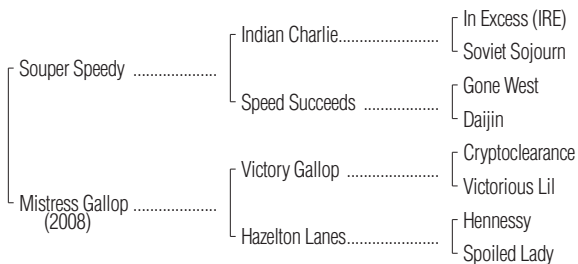 In Excess (IRE)
Indian Charlie....................
Soviet Sojourn
Souper Speedy .................
Gone West
Speed Succeeds ...............
Daijin
Cryptoclearance
Victory Gallop ..................
Victorious Lil
Mistress Gallop .................
(2008)
Hennessy
Hazelton Lanes..................
Spoiled Lady